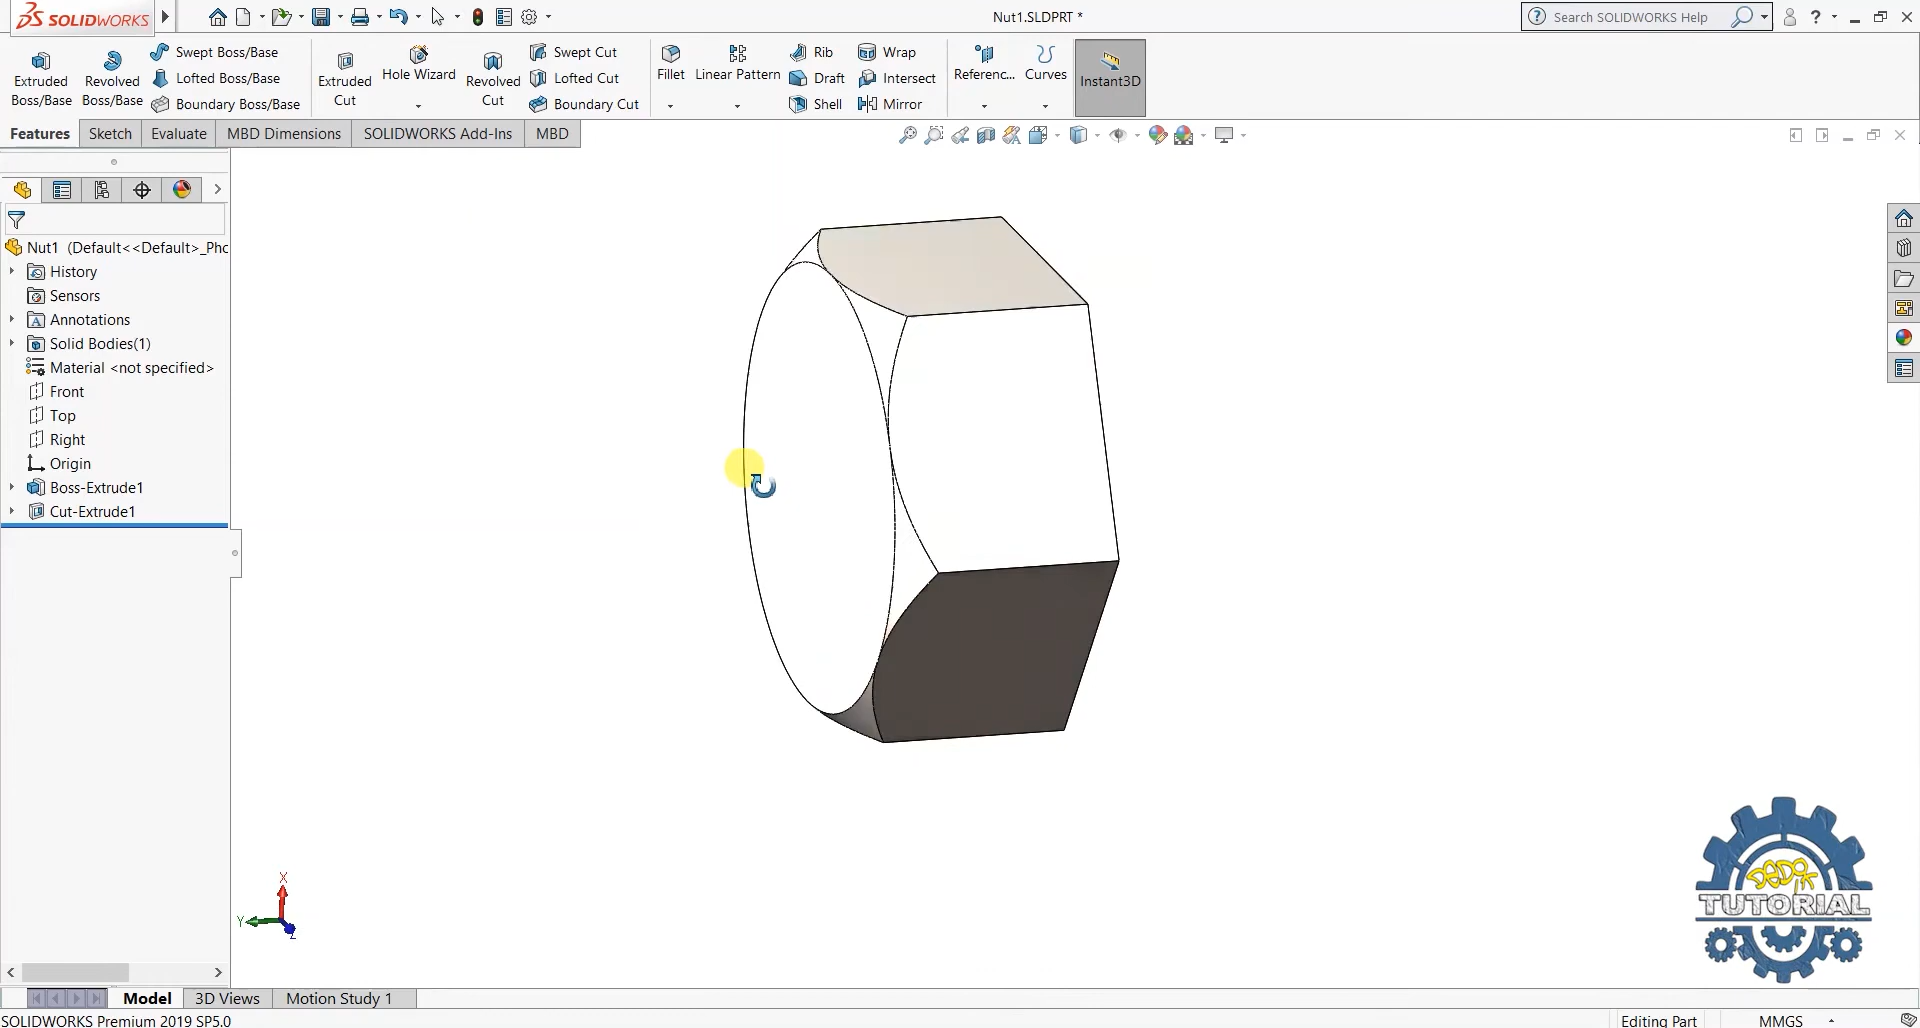 SOLIDWORKS
Nut1.SLDPRT *
Search SOLIDWORKS Help
Extruded Boss/Base
Revolved Boss/Base
Swept Boss/Base
Lofted Boss/Base
Boundary Boss/Base
Extruded Cut
Hole Wizard
Revolved Cut
Swept Cut
Lofted Cut
Boundary Cut
Fillet
Linear Pattern
Rib
Draft
Shell
Wrap
Intersect
Mirror
Referenc...
Curves
Instant3D
Features
Sketch
Evaluate
MBD Dimensions
SOLIDWORKS Add-Ins
MBD
Nut1 (Default<<Default>_Pho
History
Sensors
Annotations
Solid Bodies(1)
Material <not specified>
Front
Top
Right
Origin
Boss-Extrude1
Cut-Extrude1
X
Y
Z
DEDI K
TUTORIAL
Model
3D Views
Motion Study 1
SOLIDWORKS Premium 2019 SP5.0
Editing Part
MMGS